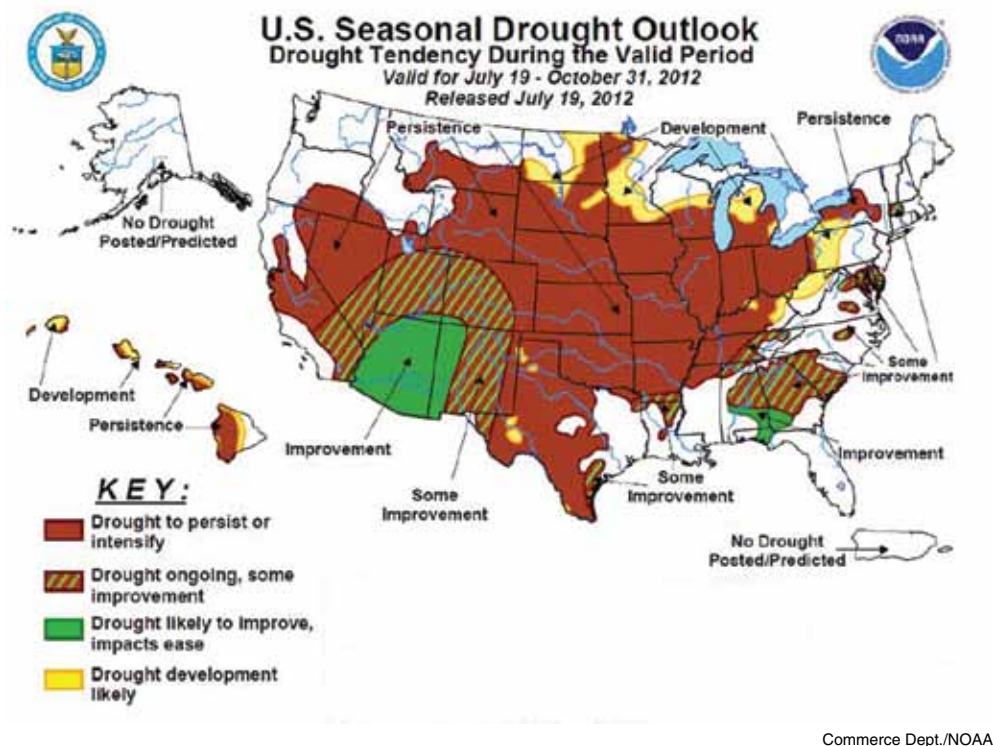 U.S. Seasonal Drought Outlook
Drought Tendency During the Valid Period
Valid for July 19 - October 31, 2012
Released July 19, 2012
NOAA
Persistence
Development
Persistence
No Drought
Posted/Predicted
Development
Persistence
Improvement
Some
Improvement
Some
Improvement
Some
Improvement
Improvement
No Drought
Posted/Predicted
KEY:
Drought to persist or
intensify
Drought ongoing, some
improvement
Drought likely to improve,
impacts ease
Drought development
likely
Commerce Dept./NOAA